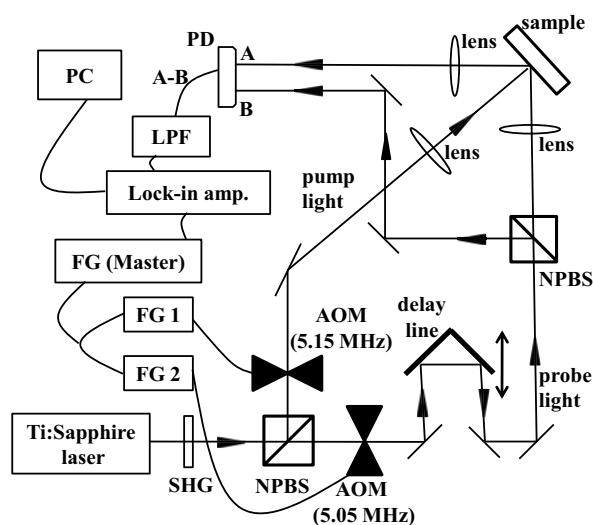 sample
PD
A
lens
PC
A-B
B
LPF
lens
lens
pump
light
Lock-in amp.
FG (Master)
NPBS
FG 1
AOM
(5.15 MHz)
delay
line
FG 2
probe
light
Ti:Sapphire
laser
SHG
NPBS
AOM
(5.05 MHz)